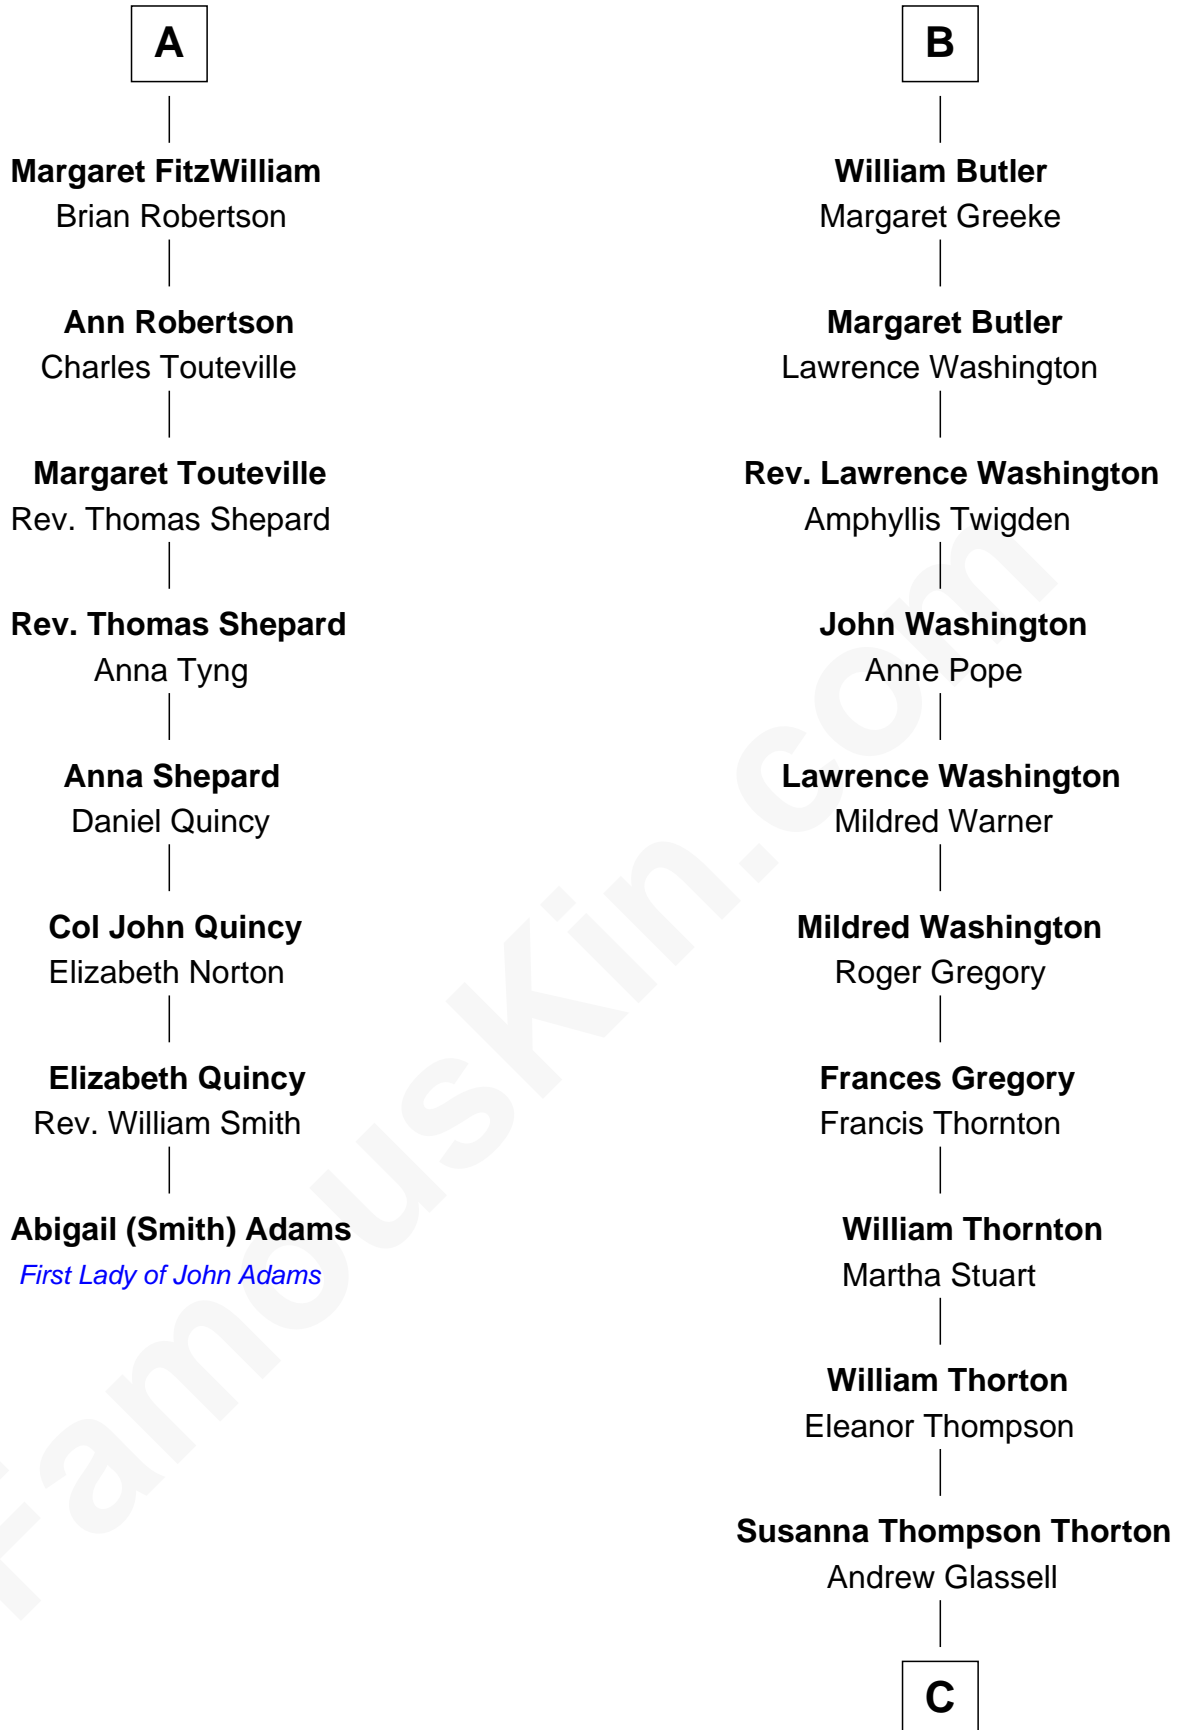 A
Margaret FitzWilliam
Brian Robertson
Ann Robertson
Charles Touteville
Margaret Touteville
Rev. Thomas Shepard
Rev. Thomas Shepard
Anna Tyng
Anna Shepard
Daniel Quincy
Col John Quincy
Elizabeth Norton
Elizabeth Quincy
Rev. William Smith
Abigail (Smith) Adams
First Lady of John Adams
B
William Butler
Margaret Greeke
Margaret Butler
Lawrence Washington
Rev. Lawrence Washington
Amphyllis Twigden
John Washington
Anne Pope
Lawrence Washington
Mildred Warner
Mildred Washington
Roger Gregory
Frances Gregory
Francis Thornton
William Thornton
Martha Stuart
William Thorton
Eleanor Thompson
Susanna Thompson Thorton
Andrew Glassell
C
FamousKin.com